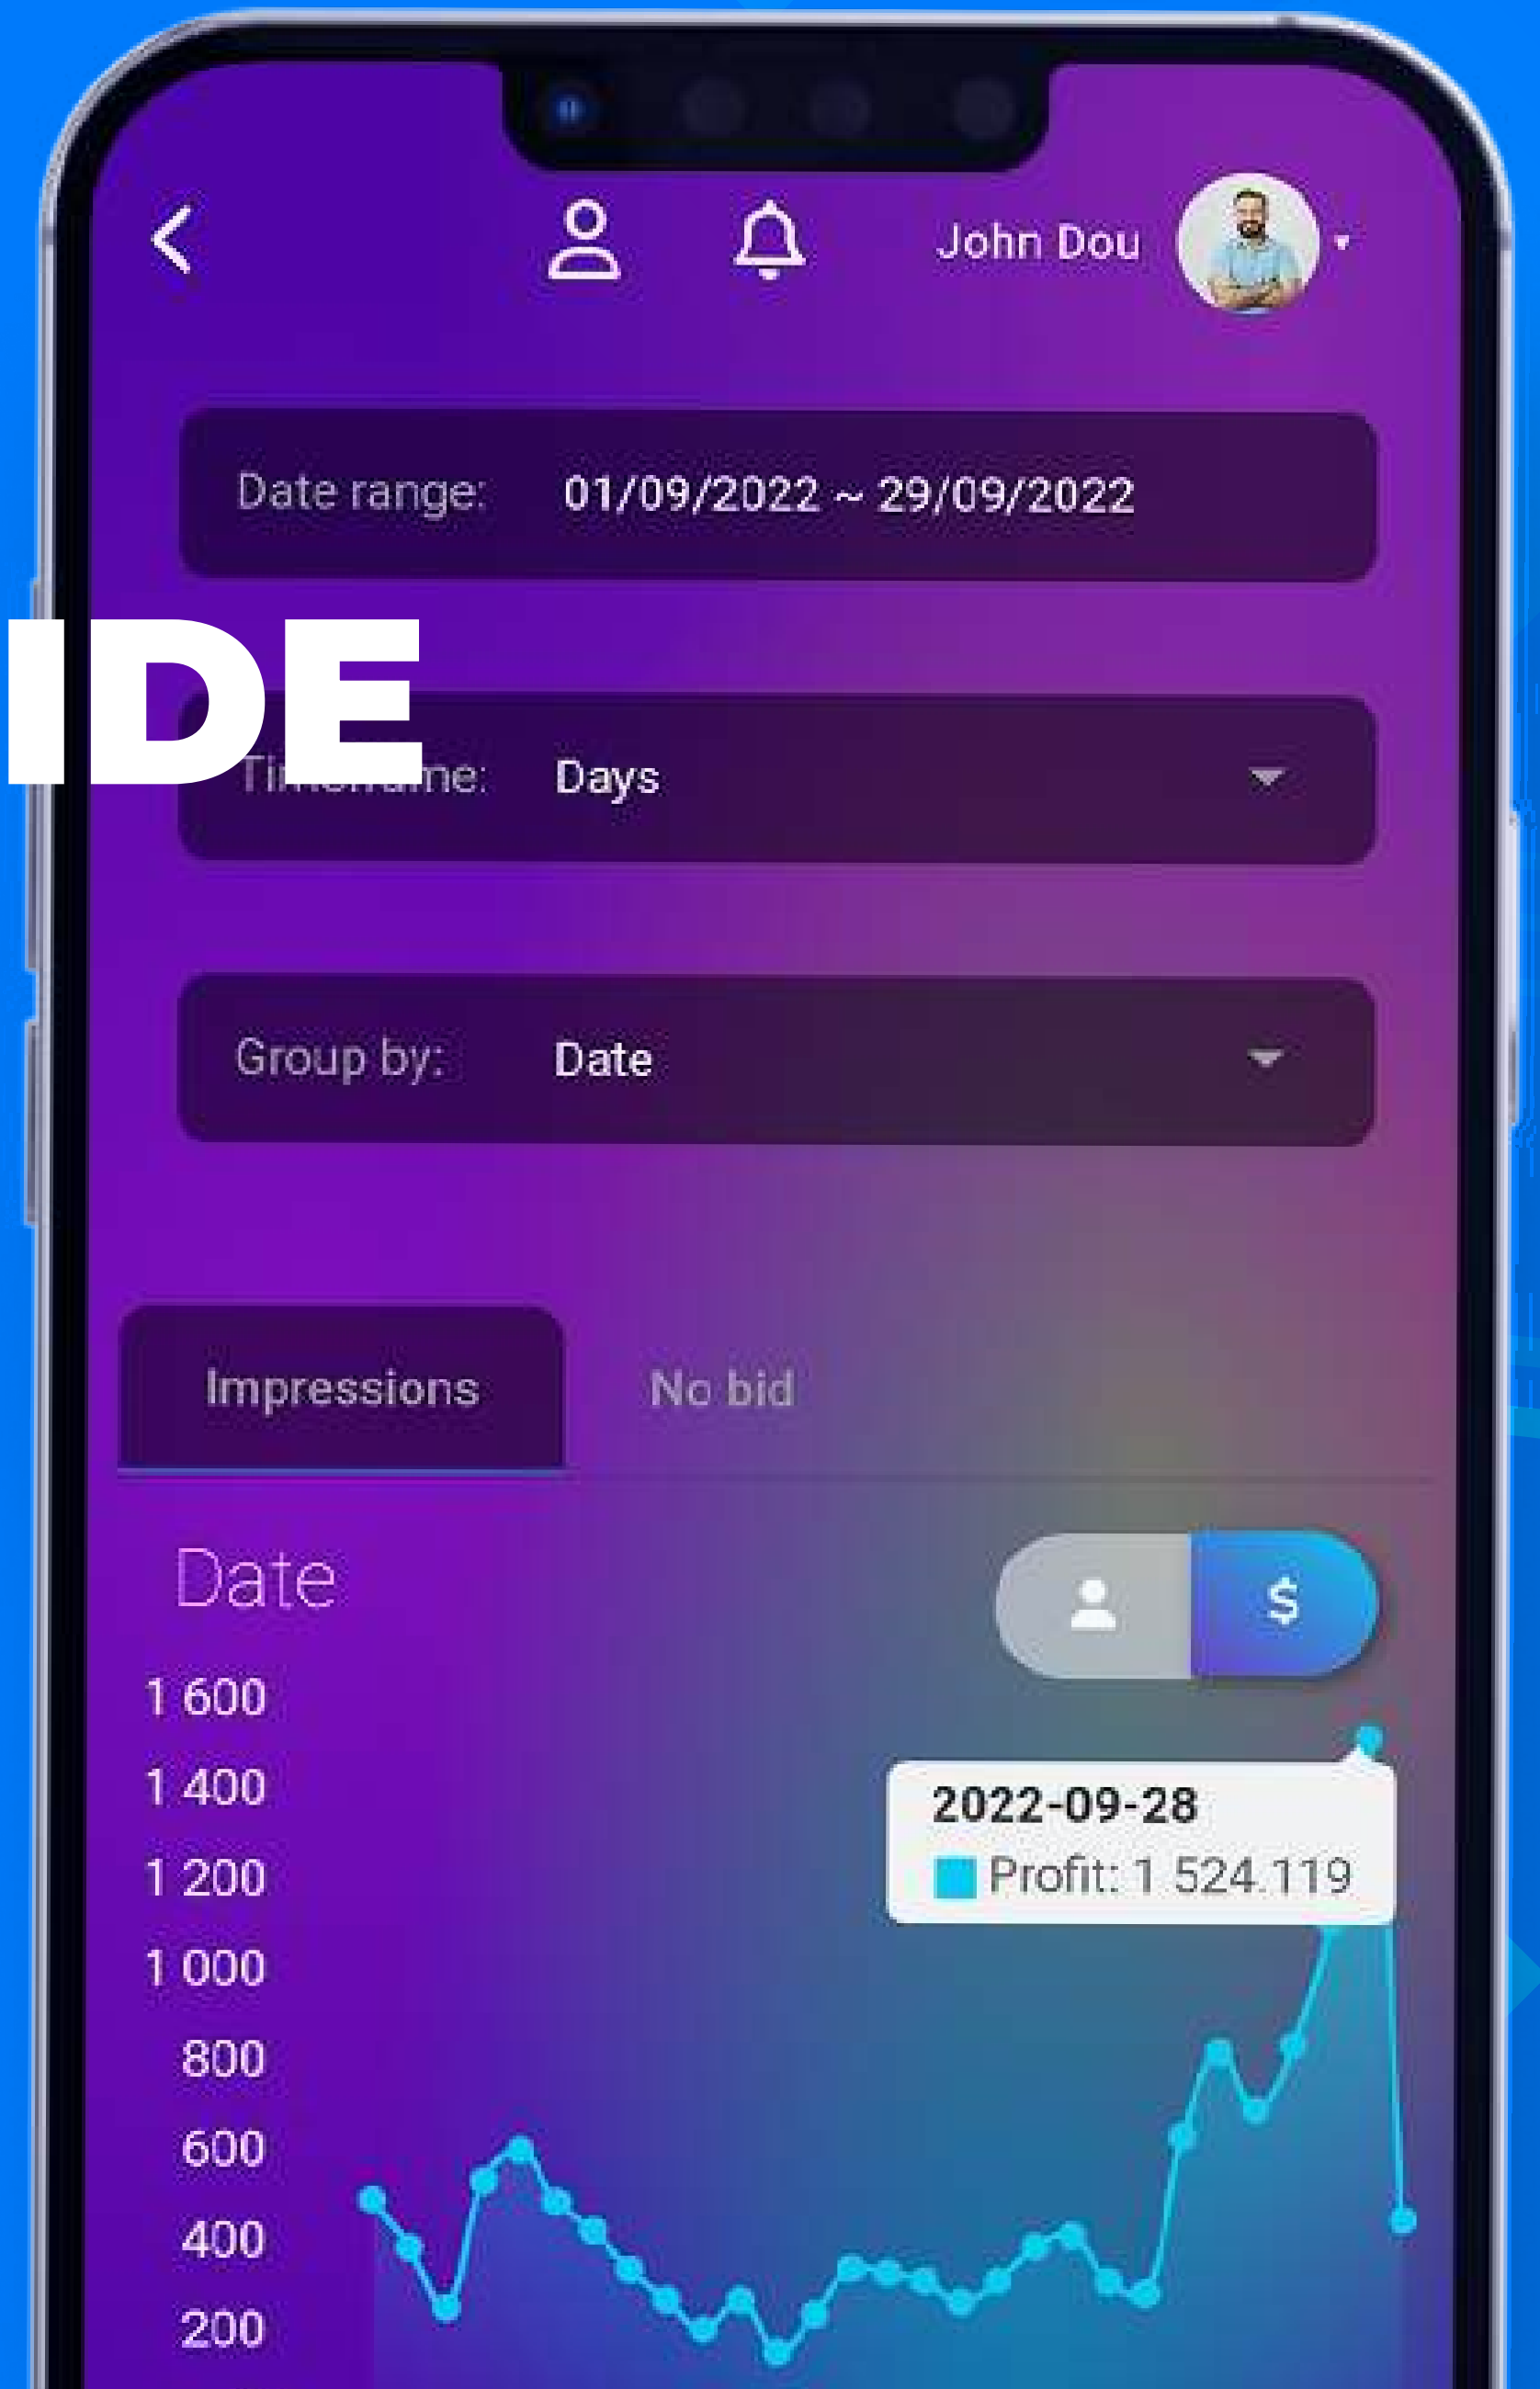 John Dou
Date range: 01/09/2022 ~ 29/09/2022
IDE
Days
Group by: Date
Impressions No bid
Date
$
1 600
1 400
2022-09-28
Profit: 1 524.119
1 200
1 000
800
600
400
200